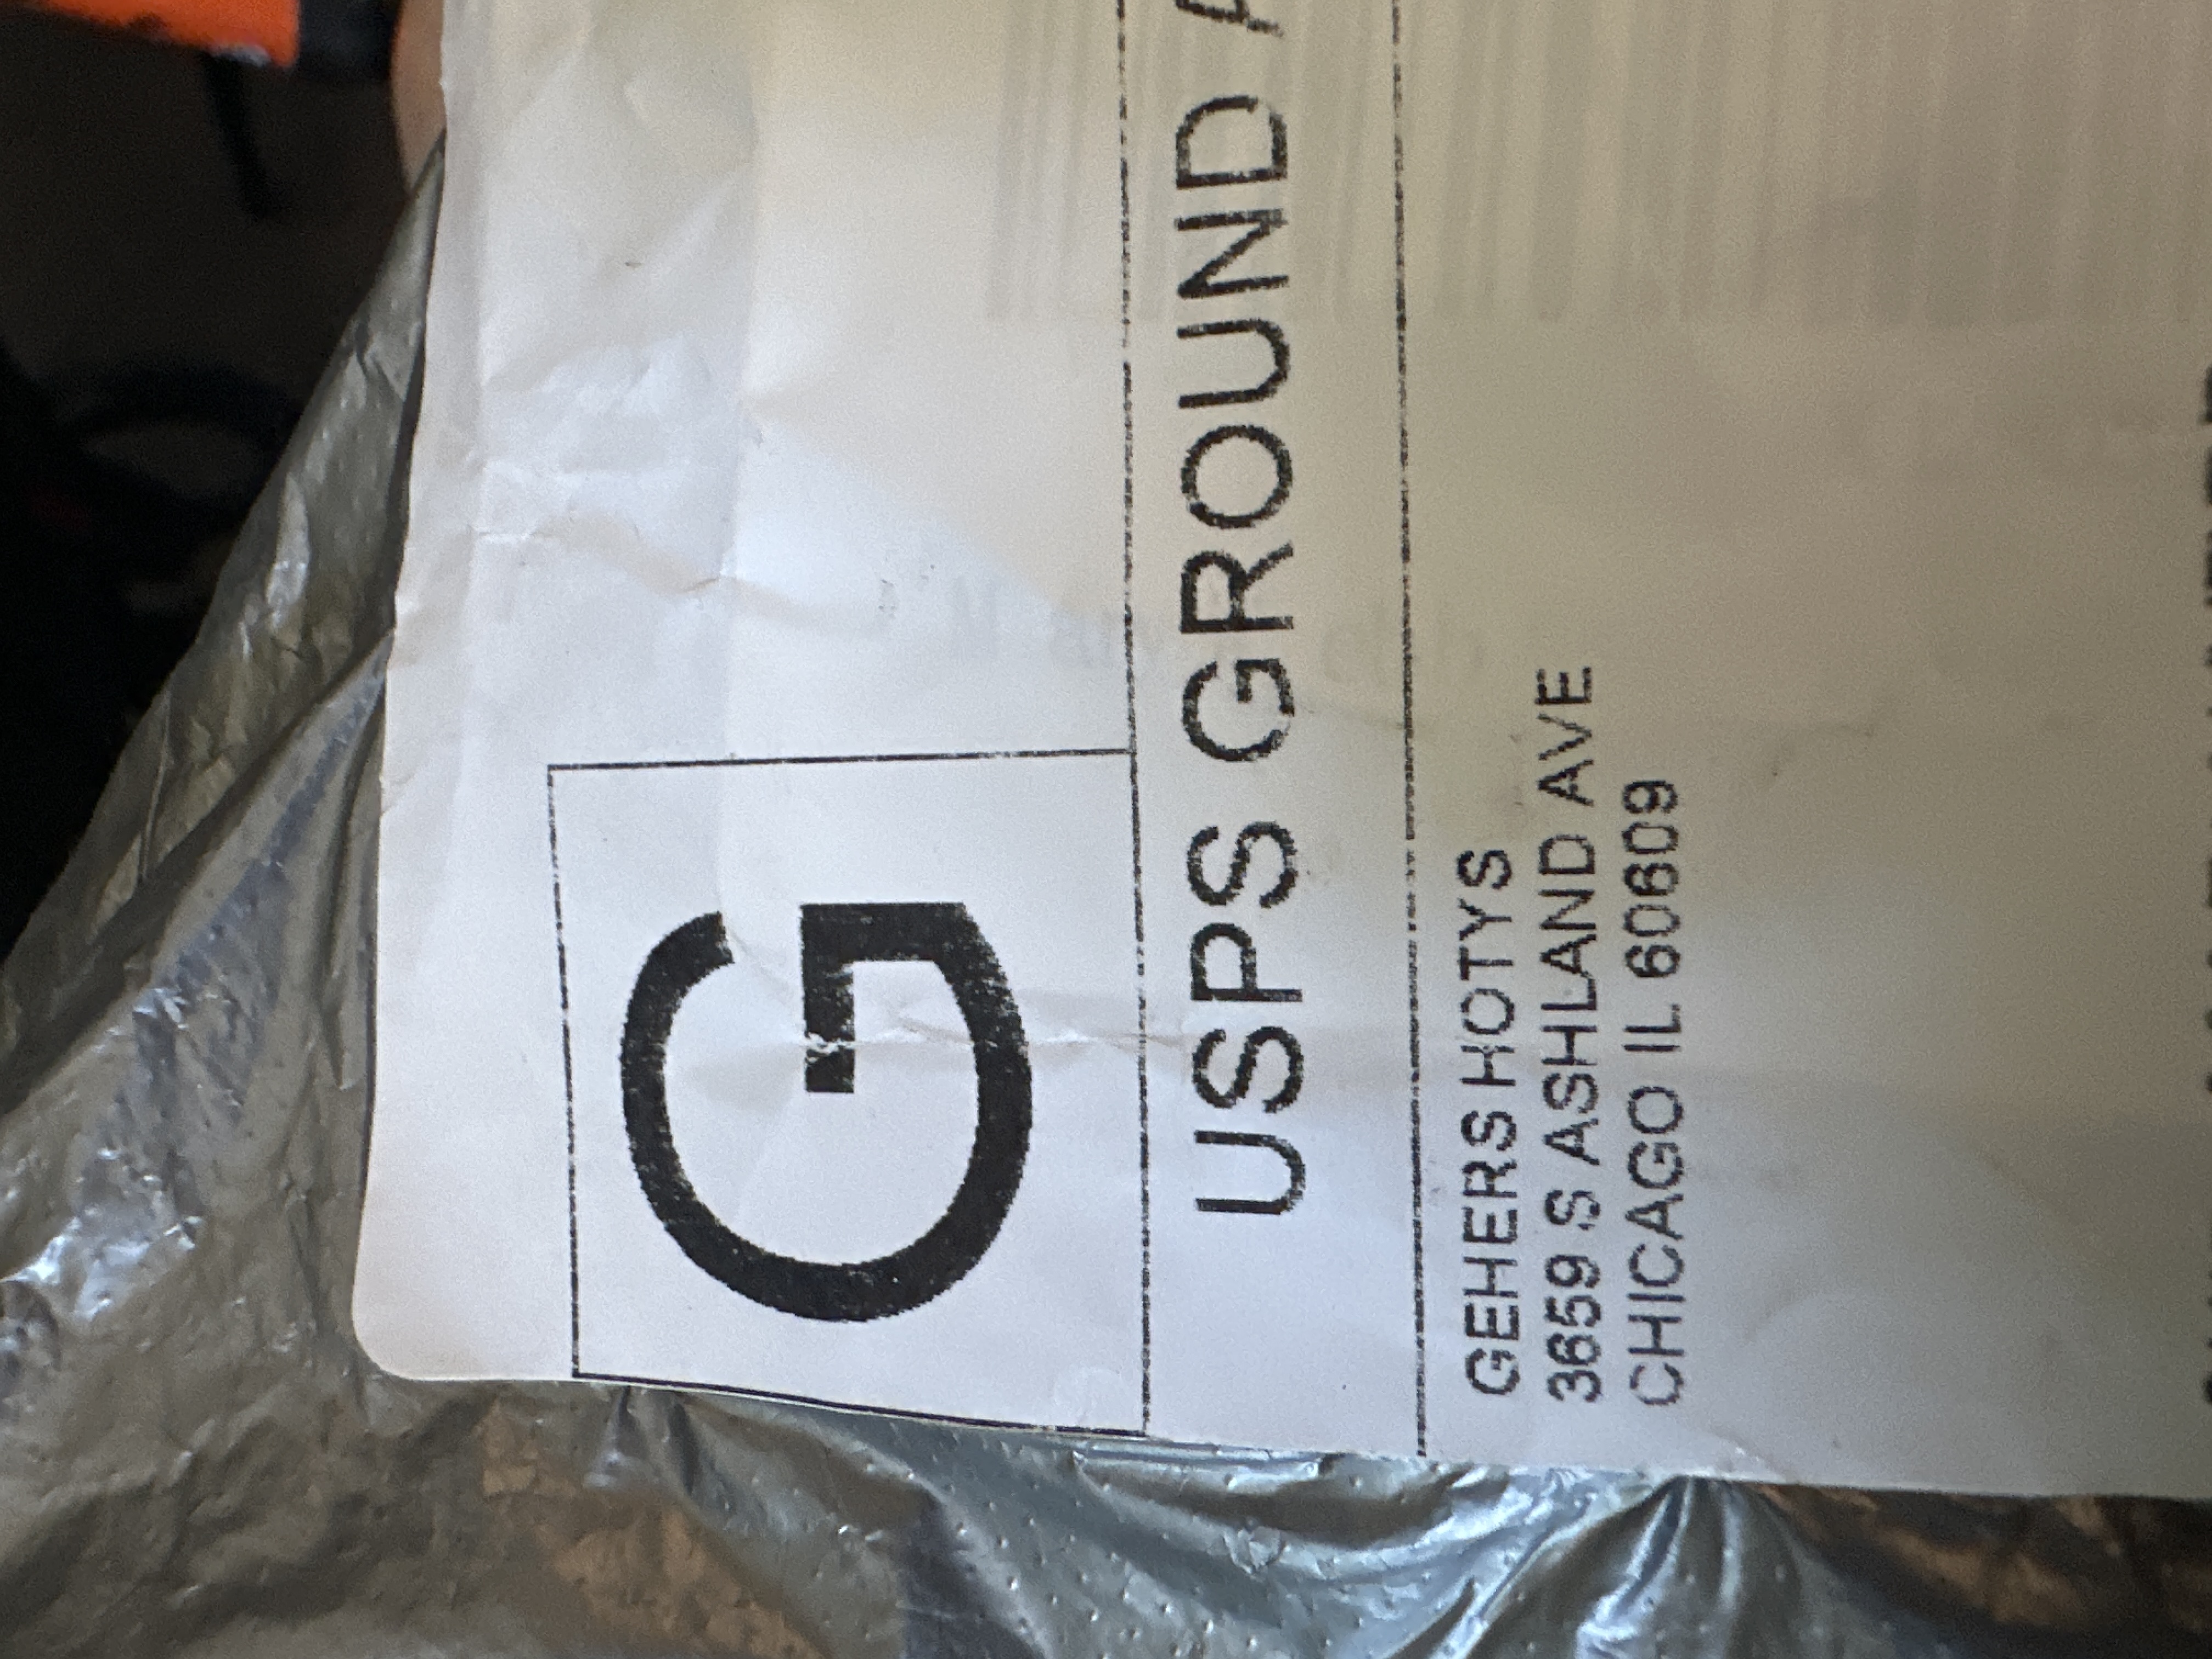 G
USPS GROUND
GEHERS HOTYS
3659 S ASHLAND AVE
CHICAGO IL 60609